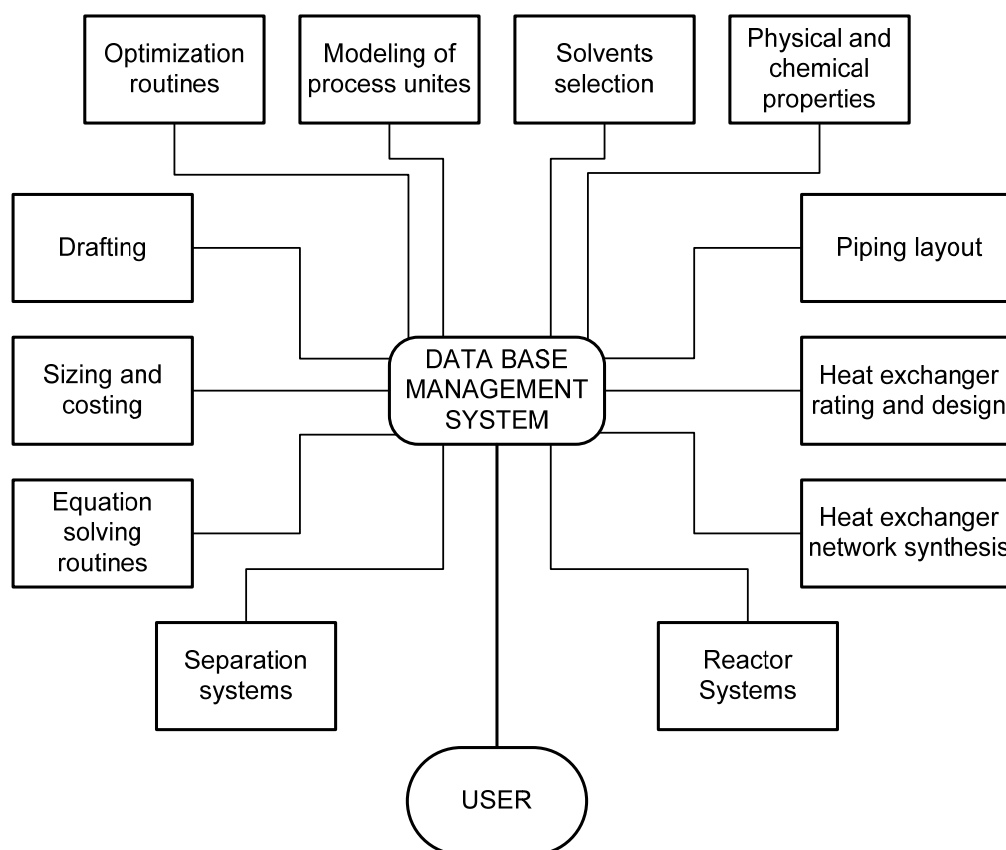 Optimization
routines
Modeling of
process unites
Solvents
selection
Physical and
chemical
properties
Drafting
Piping layout
Sizing and
costing
DATA BASE
MANAGEMENT
SYSTEM
Heat exchanger
rating and design
Equation
solving
routines
Heat exchanger
network synthesis
Separation
systems
Reactor
Systems
USER